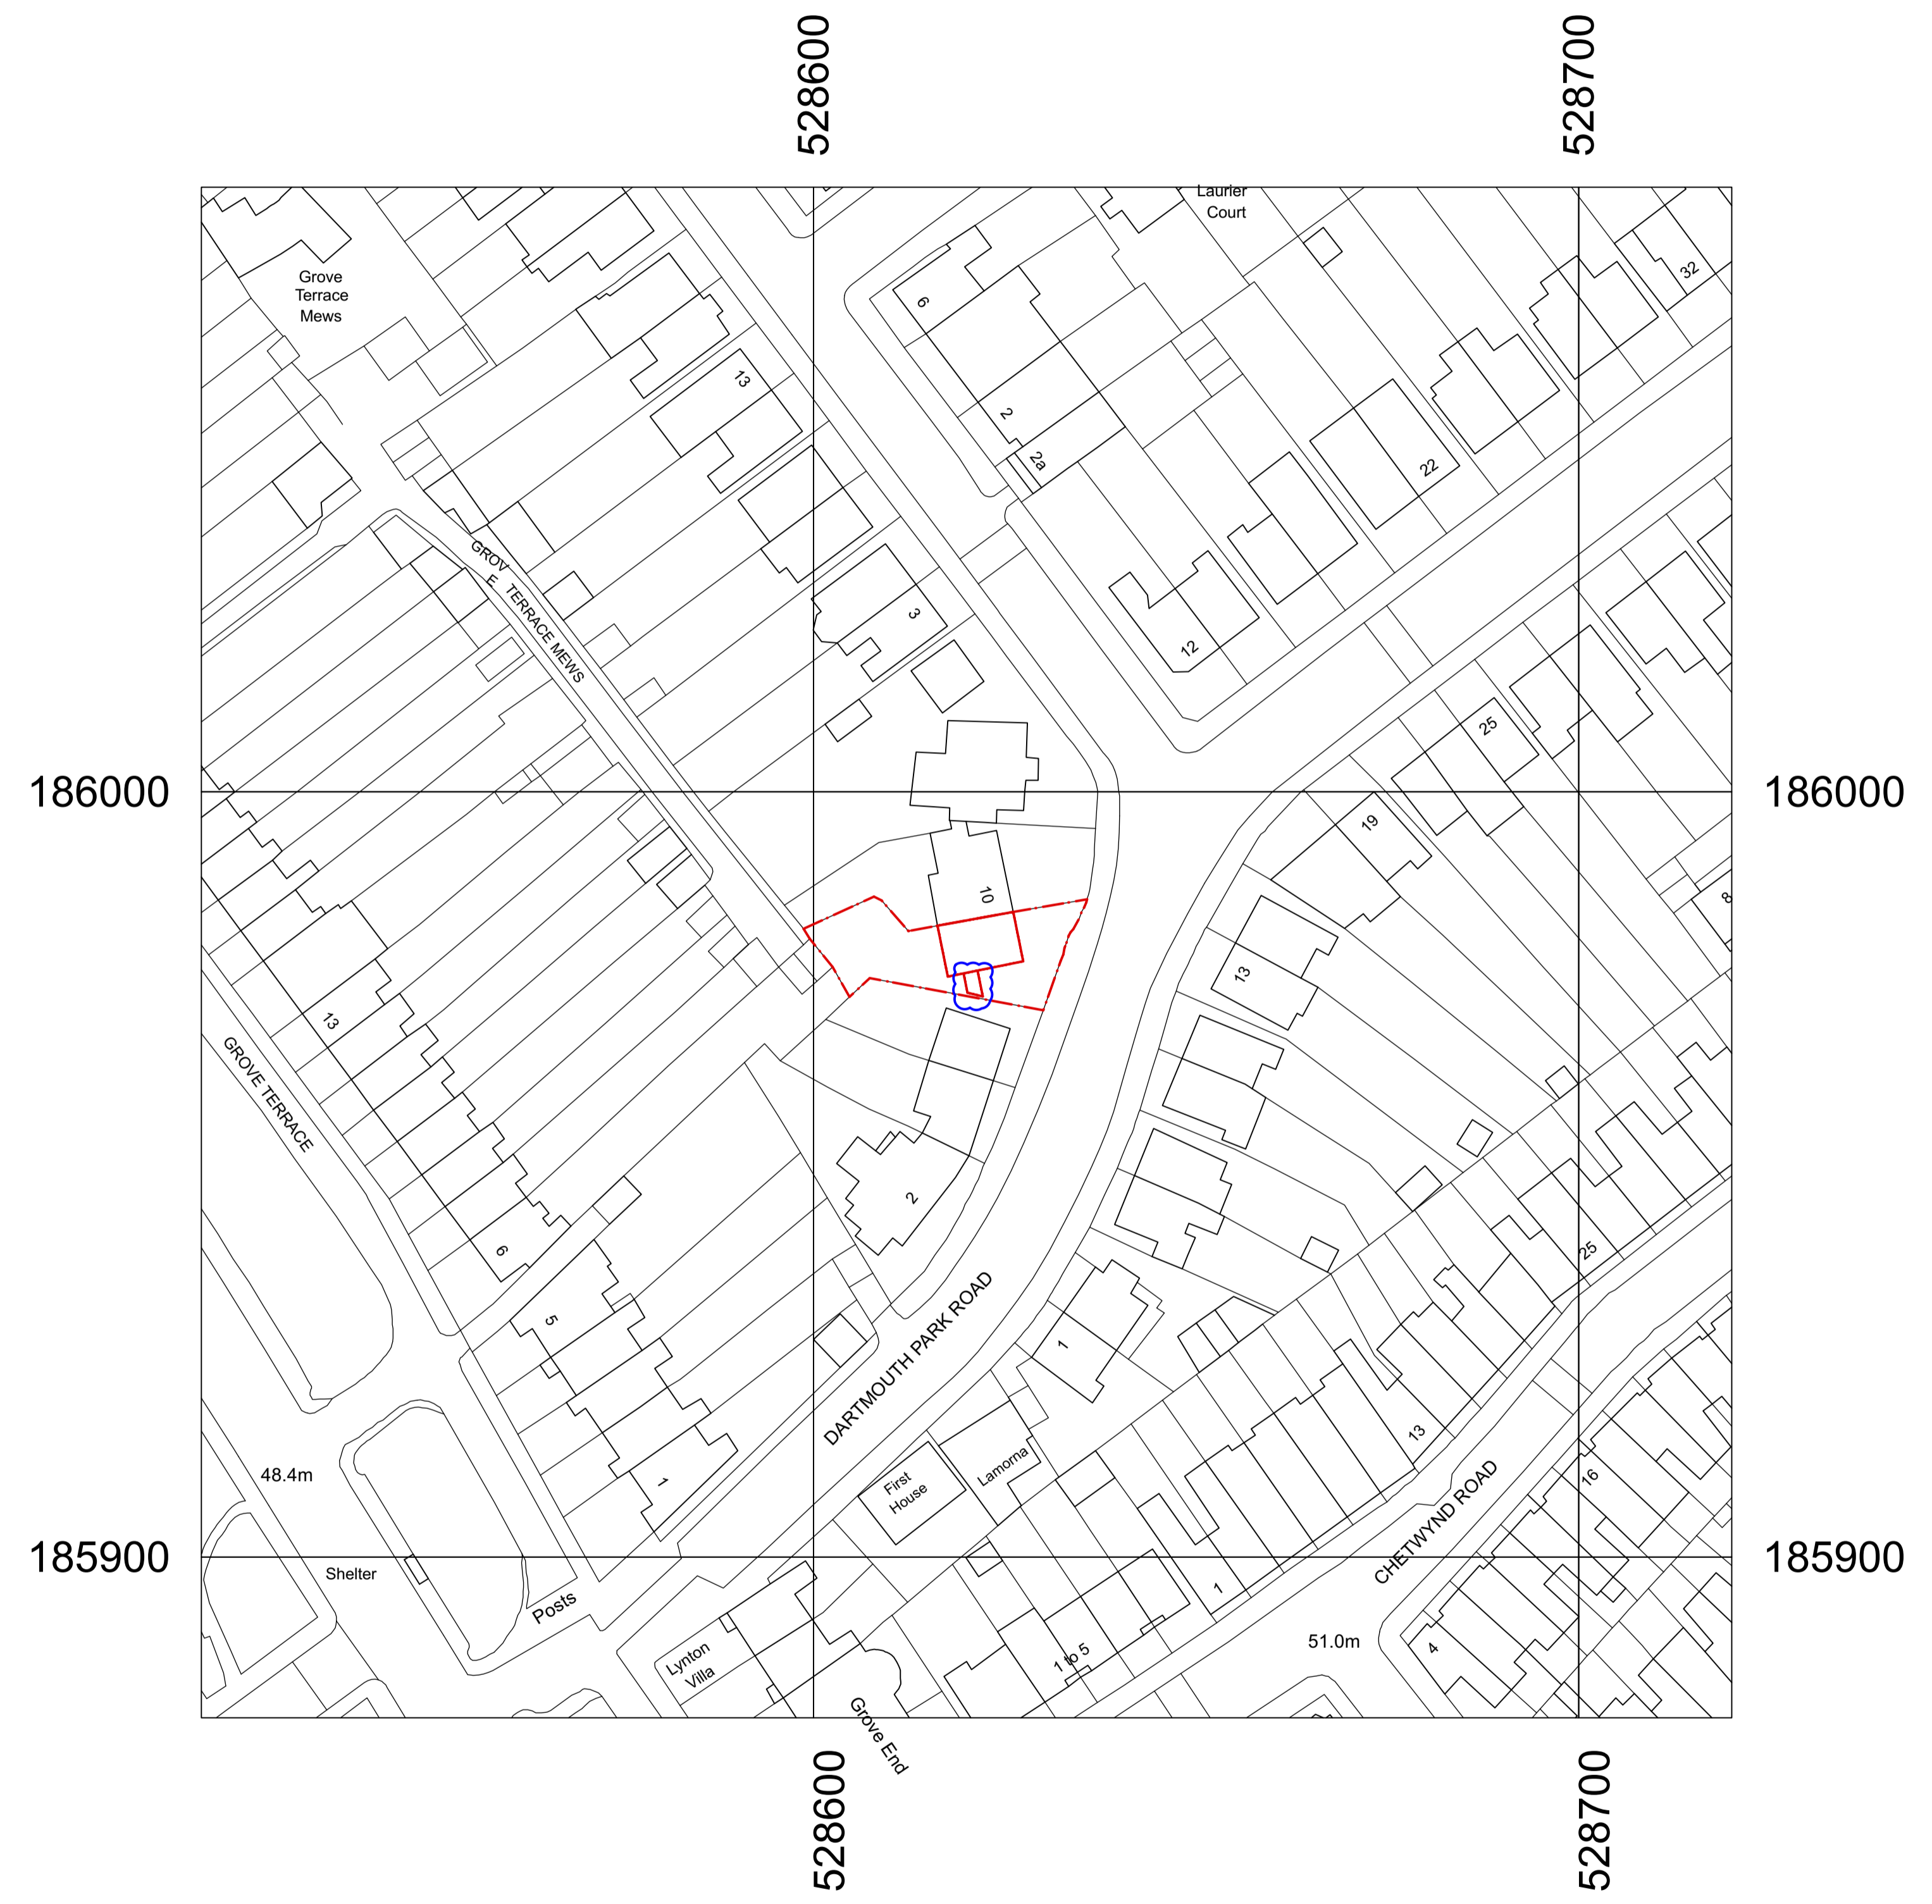 528600
528700
Laurier
Court
32
Grove
Terrace
Mews
6
13
2
2a
22
GROV
E TERRACE MEWS
3
12
25
186000
186000
19
8
10
13
13
GROVE TERRACE
2
6
25
5
1
DARTMOUTH PARK ROAD
13
Lamorna
First
House
48.4m
1
16
CHETWYND ROAD
185900
185900
Shelter
Posts
1
51.0m
4
Lynton
Villa
1 to 5
Grove End
528600
528700